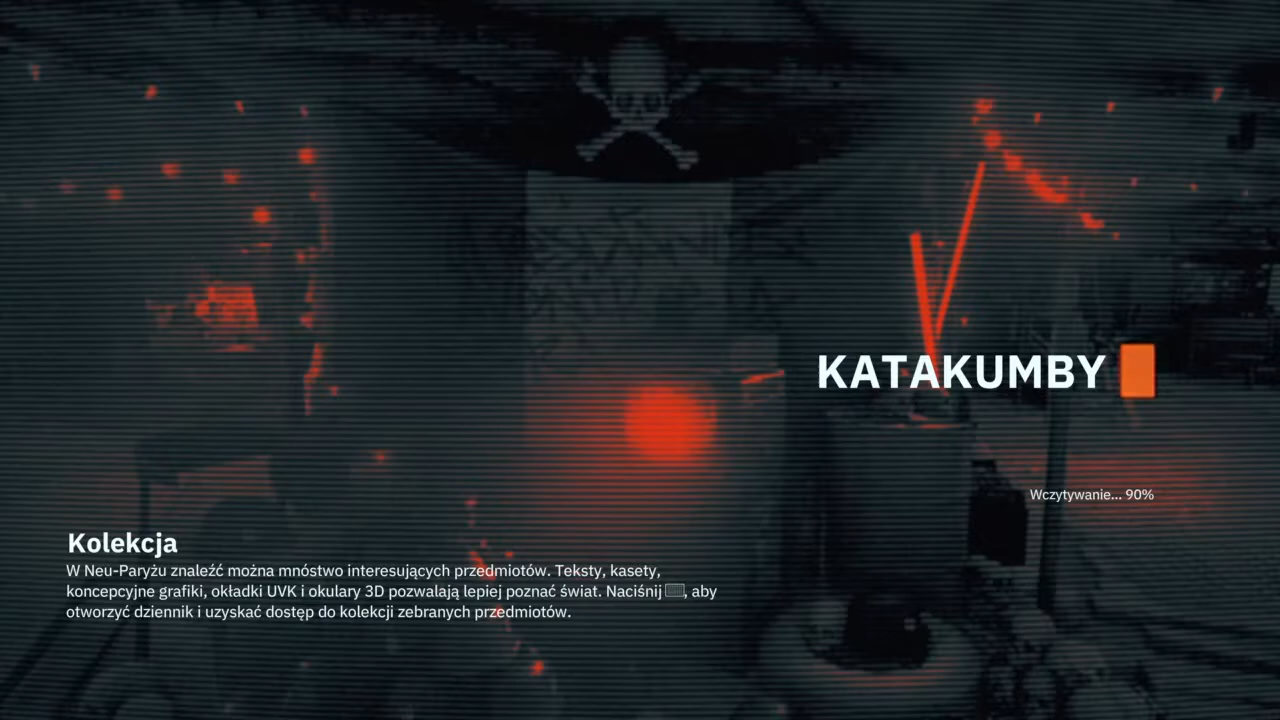 KATAKUMBY
Wczytywanie... 90%
Kolekcja
W Neu-Paryżu znaleźć można mnóstwo interesujących przedmiotów. Teksty, kasety,
koncepcyjne grafiki, okładki UVK i okulary 3D pozwalają lepiej poznać świat. Naciśnij , aby
otworzyć dziennik i uzyskać dostęp do kolekcji zebranych przedmiotów.